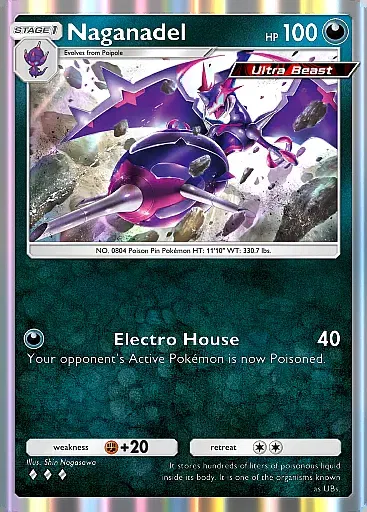 STAGE 1
Naganadel
HP 100
Evolves from Poipole
Ultra Beast
NO. 0804 Poison Pin Pokémon HT: 11'10" WT: 330.7 lbs.
Electro House 40
Your opponent's Active Pokémon is now Poisoned.
weakness +20 retreat
Illus. Shin Nagasawa
It stores hundreds of liters of poisonous liquid
inside its body. It is one of the organisms known
as UBs.